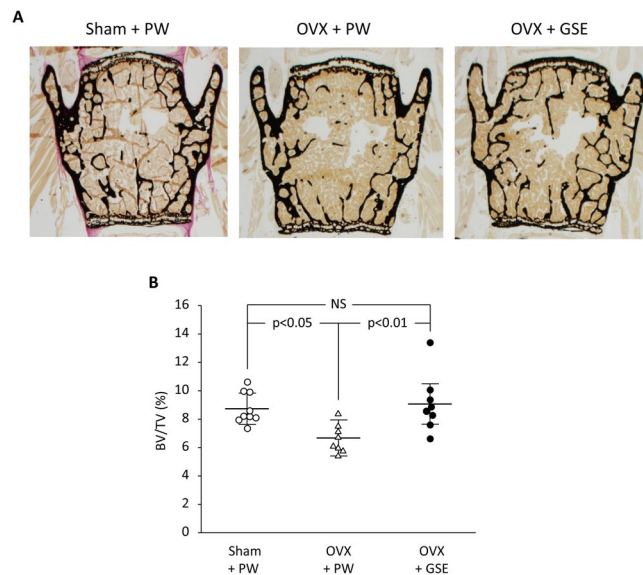 A
Sham + PW
OVX + PW
OVX + GSE
B
NS
p<0.05
p<0.01
BV/TV (%)
16
14
12
10
8
6
4
2
0
Sham
+ PW
OVX
+ PW
OVX
+ GSE